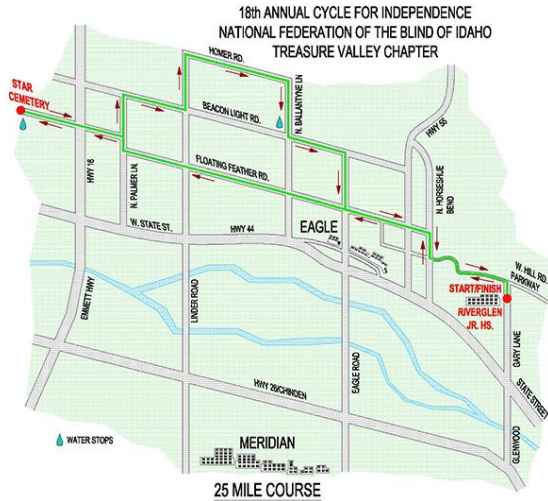 18th ANNUAL CYCLE FOR INDEPENDENCE
NATIONAL FEDERATION OF THE BLIND OF IDAHO
TREASURE VALLEY CHAPTER
HOMER RD.
STAR
CEMETERY
BEACON LIGHT RD.
N. BALLANTYNE LN
HWY 55
HWY 16
N. PALMER LN.
FLOATING FEATHER RD.
N. HORSESHUE
BEND
W. STATE ST.
HWY 44
EAGLE
W. HILL RD.
PARKWAY
START/FINISH
RIVERGLEN
JR. HS.
EMMETT HWY
LINDER ROAD
EAGLE ROAD
GARY LANE
STATE STREET
HWY 26/CHINDEN
GLENWOOD
WATER STOPS
MERIDIAN
25 MILE COURSE